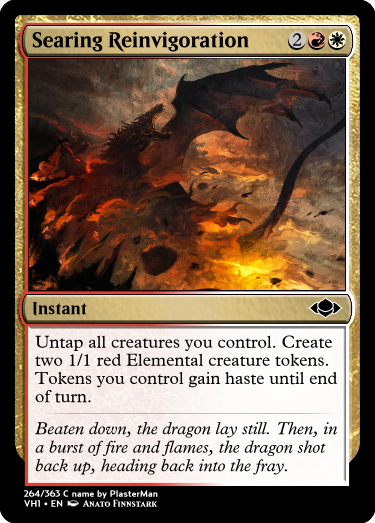 Searing Reinvigoration 2
Instant
Untap all creatures you control. Create
two 1/1 red Elemental creature tokens.
Tokens you control gain haste until end
of turn.
Beaten down, the dragon lay still. Then, in
a burst of fire and flames, the dragon shot
back up, heading back into the fray.
264/363 C name by PlasterMan
VH1 • EN Anato Finnstark